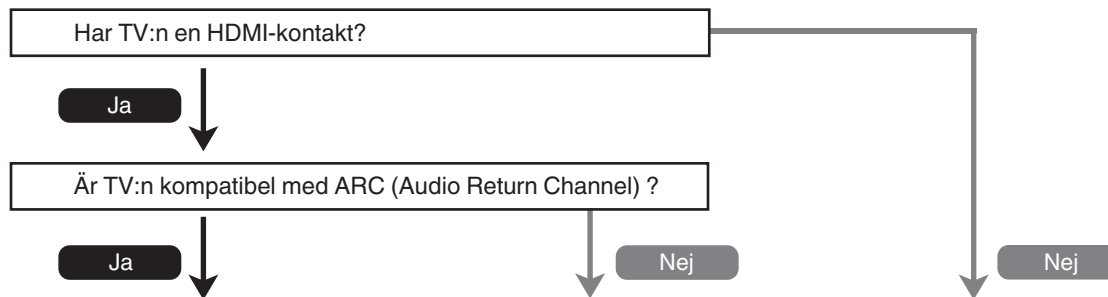 Har TV:n en HDMI-kontakt?
Ja
Är TV:n kompatibel med ARC (Audio Return Channel) ?
Ja
Nej
Nej